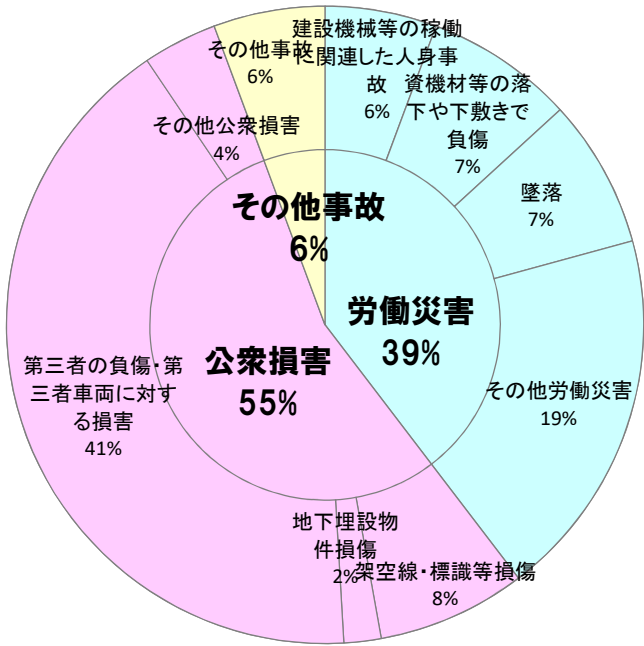 建設機械等の稼働
に関連した人身事
故
6%
資機材等の落
下や下敷きで
負傷
7%
墜落
7%
その他労働災害
19%
架空線・標識等損傷
8%
地下埋設物
件損傷
2%
第三者の負傷・第
三者車両に対す
る損害
41%
その他公衆損害
4%
その他事故
6%
労働災害
39%
公衆損害
55%
その他事故
6%